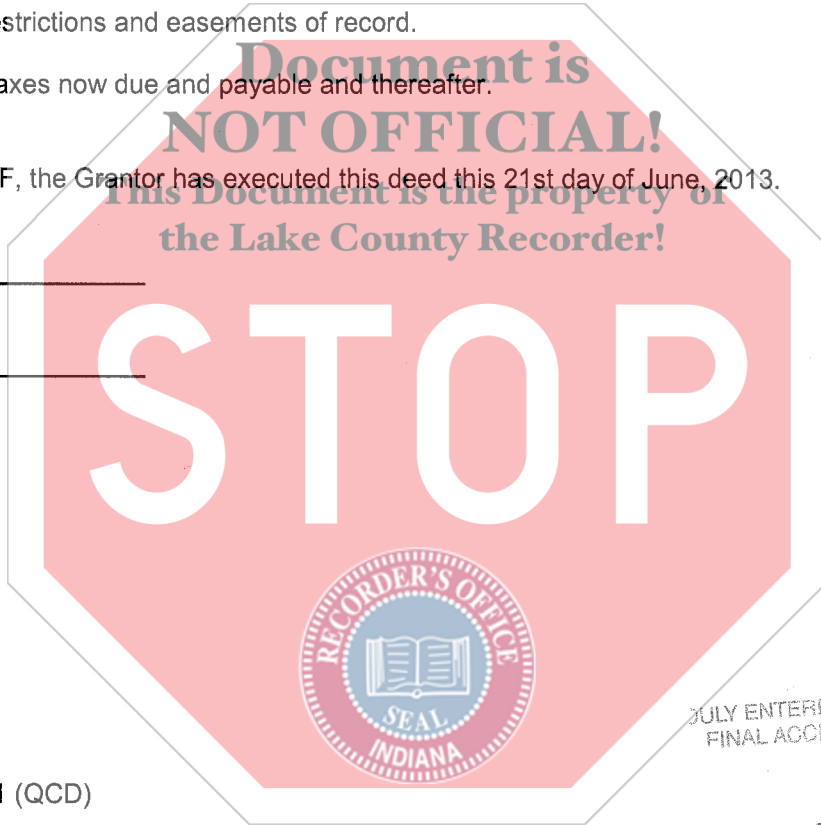 strictions and easements of record.
Document is
axes now due and payable and thereafter.
NOT OFFICIAL!
F, the Grantor has executed this deed this 21st day of June, 2013.
This Document is the property of
the Lake County Recorder!
STOP
RECORDER'S OFFICE
SEAL
INDIANA
DULY ENTER
FINAL ACC
(QCD)